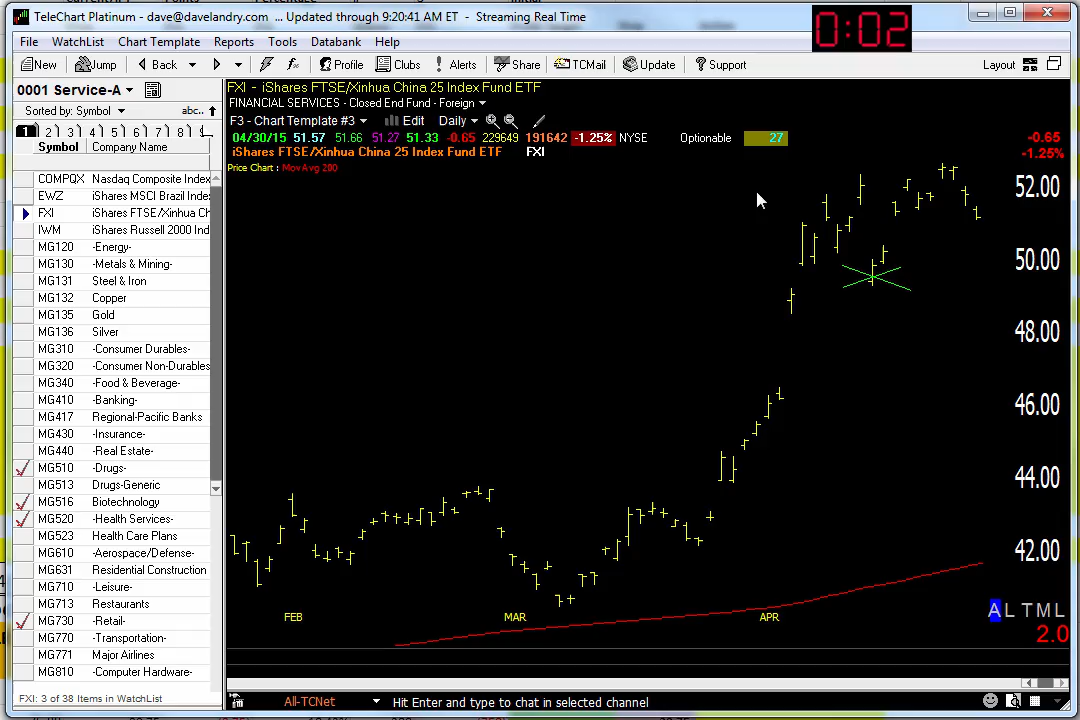 TeleChart Platinum - dave@davelandry.com ... Updated through 9:20:41 AM ET - Streaming Real Time
0:02
File WatchList Chart Template Reports Tools Databank Help
New Jump Back Profile Clubs Alerts Share TCMail Update Support Layout
0001 Service-A
Sorted by: Symbol abc..
1 2 3 4 5 6 7 8
Symbol Company Name
COMPQX Nasdaq Composite Index
EWZ iShares MSCI Brazil Index
FXI iShares FTSE/Xinhua Ch
IWM iShares Russell 2000 Ind
MG120 -Energy-
MG130 -Metals & Mining-
MG131 Steel & Iron
MG132 Copper
MG135 Gold
MG136 Silver
MG310 -Consumer Durables-
MG320 -Consumer Non-Durables
MG340 -Food & Beverage-
MG410 -Banking-
MG417 Regional-Pacific Banks
MG430 -Insurance-
MG440 -Real Estate-
MG510 -Drugs-
MG513 Drugs-Generic
MG516 Biotechnology
MG520 -Health Services-
MG523 Health Care Plans
MG610 -Aerospace/Defense-
MG631 Residential Construction
MG710 -Leisure-
MG713 Restaurants
MG730 -Retail-
MG770 -Transportation-
MG771 Major Airlines
MG810 -Computer Hardware-
FXI: 3 of 38 Items in WatchList
FXI - iShares FTSE/Xinhua China 25 Index Fund ETF
FINANCIAL SERVICES - Closed End Fund - Foreign
F3 - Chart Template #3 Edit Daily
04/30/15 51.57 51.66 51.27 51.33 -0.65 229649 191642 -1.25% NYSE Optionable 27 -0.65
iShares FTSE/Xinhua China 25 Index Fund ETF FXI -1.25%
Price Chart : Mov Avg 200
52.00
50.00
48.00
46.00
44.00
42.00
FEB MAR APR
A L T M L
2.0
All-TCNet Hit Enter and type to chat in selected channel